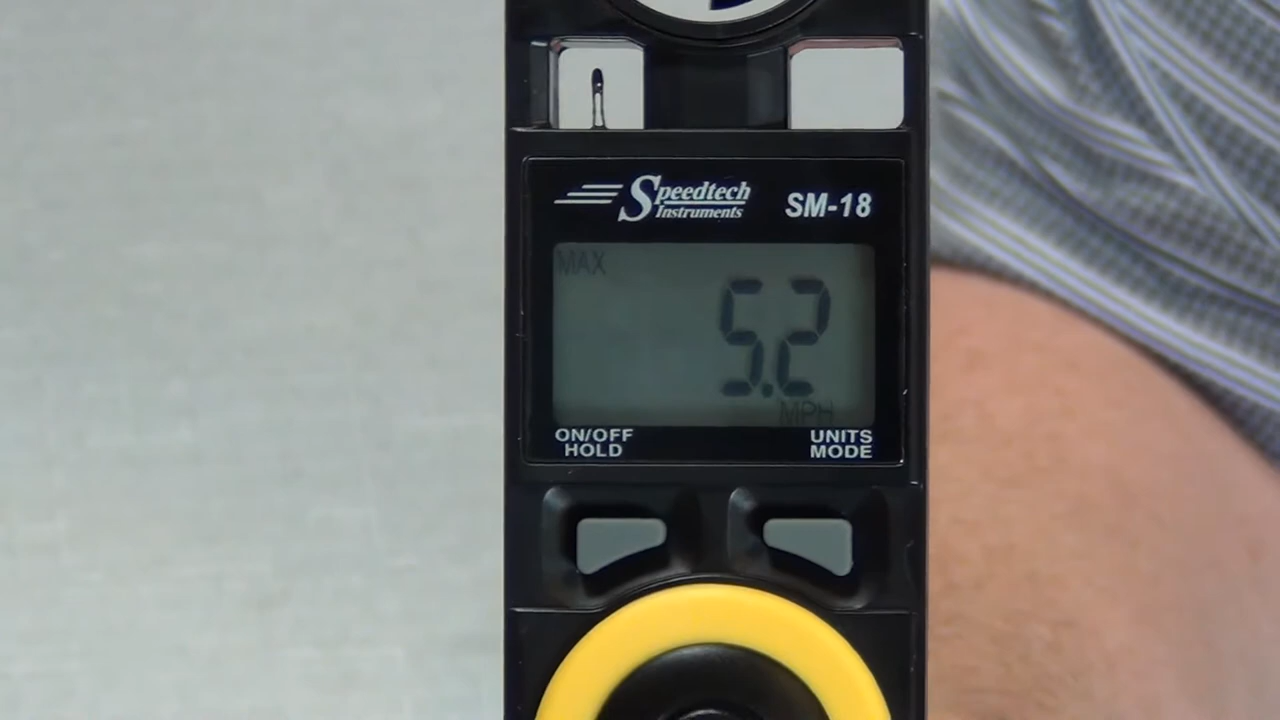 Speedtech
Instruments
SM-18
MAX
5.2
MPH
ON/OFF
HOLD
UNITS
MODE